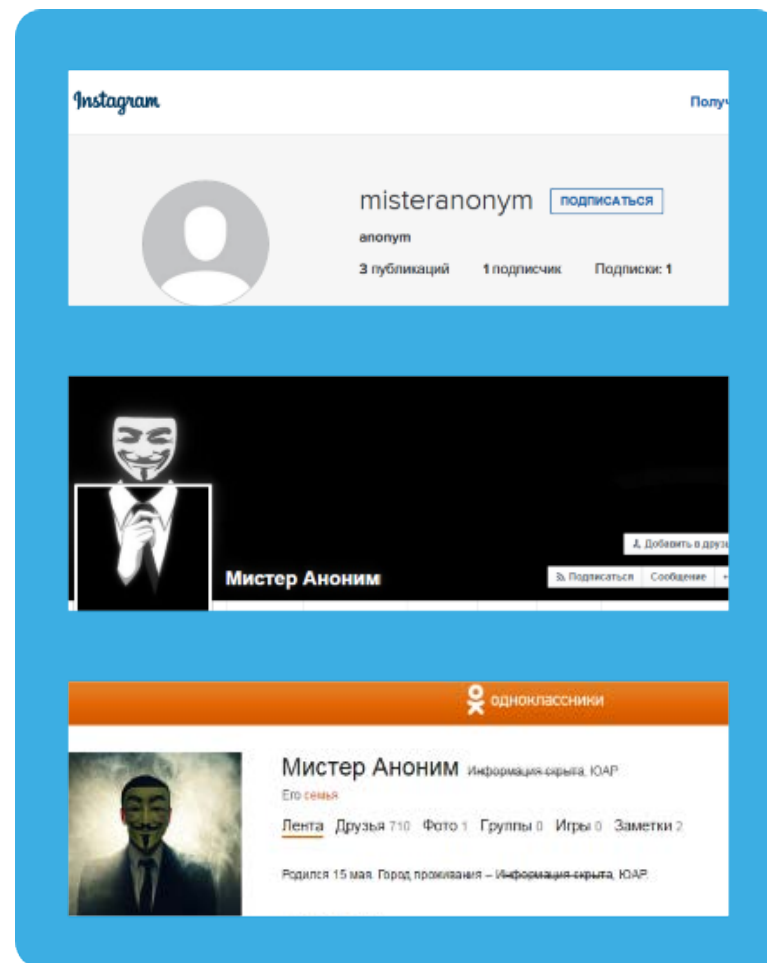 Instagram
Получ
misteranonym ПОДПИСАТЬСЯ
anonym
3 публикаций 1 подписчик Подписки: 1
Добавить в друзь
Мистер Аноним Подписаться Сообщение
одноклассники
Мистер Аноним Информация скрыта, ЮАР
Его семья
Лента Друзья 710 Фото 1 Группы 0 Игры 0 Заметки 2
Родился 15 мая. Город проживания – Информация скрыта, ЮАР.